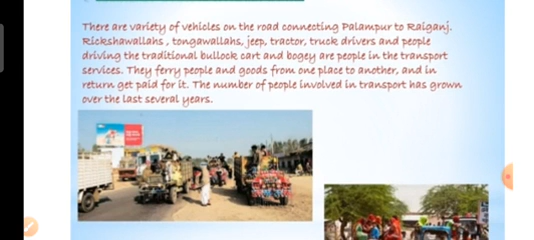 There are variety of vehicles on the road connecting Palampur to Raiganj.
Rickshawallahs , tongawallahs, jeep, tractor, truck drivers and people
driving the traditional bullock cart and bogey are people in the transport
services. They ferry people and goods from one place to another, and in
return get paid for it. The number of people involved in transport has grown
over the last several years.